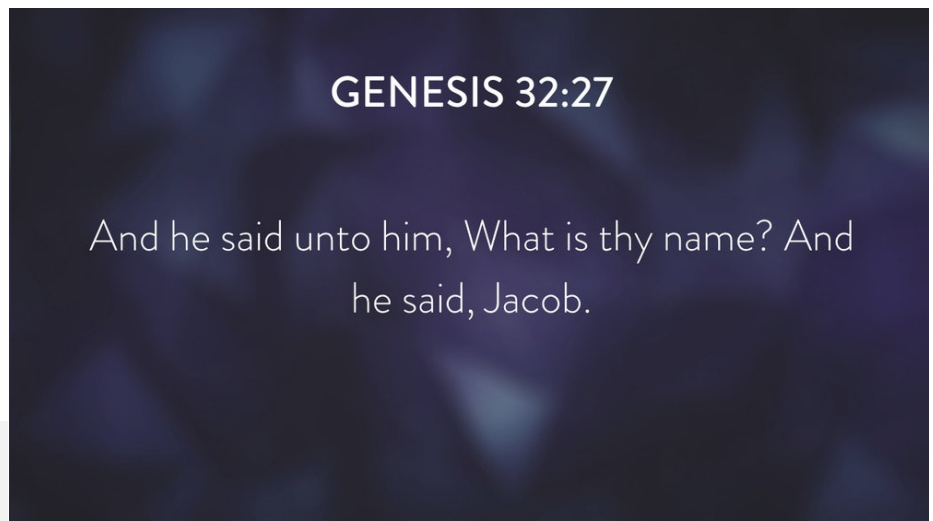 GENESIS 32:27
And he said unto him, What is thy name? And
he said, Jacob.